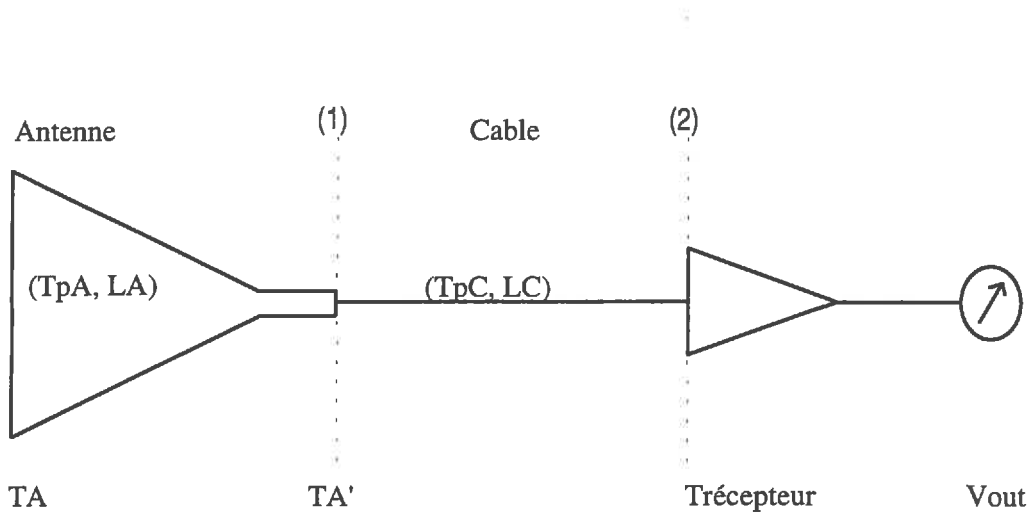 Antenne
(1)
Cable
(2)
(TpA, LA)
(TpC, LC)
TA
TA'
Trécepteur
Vout